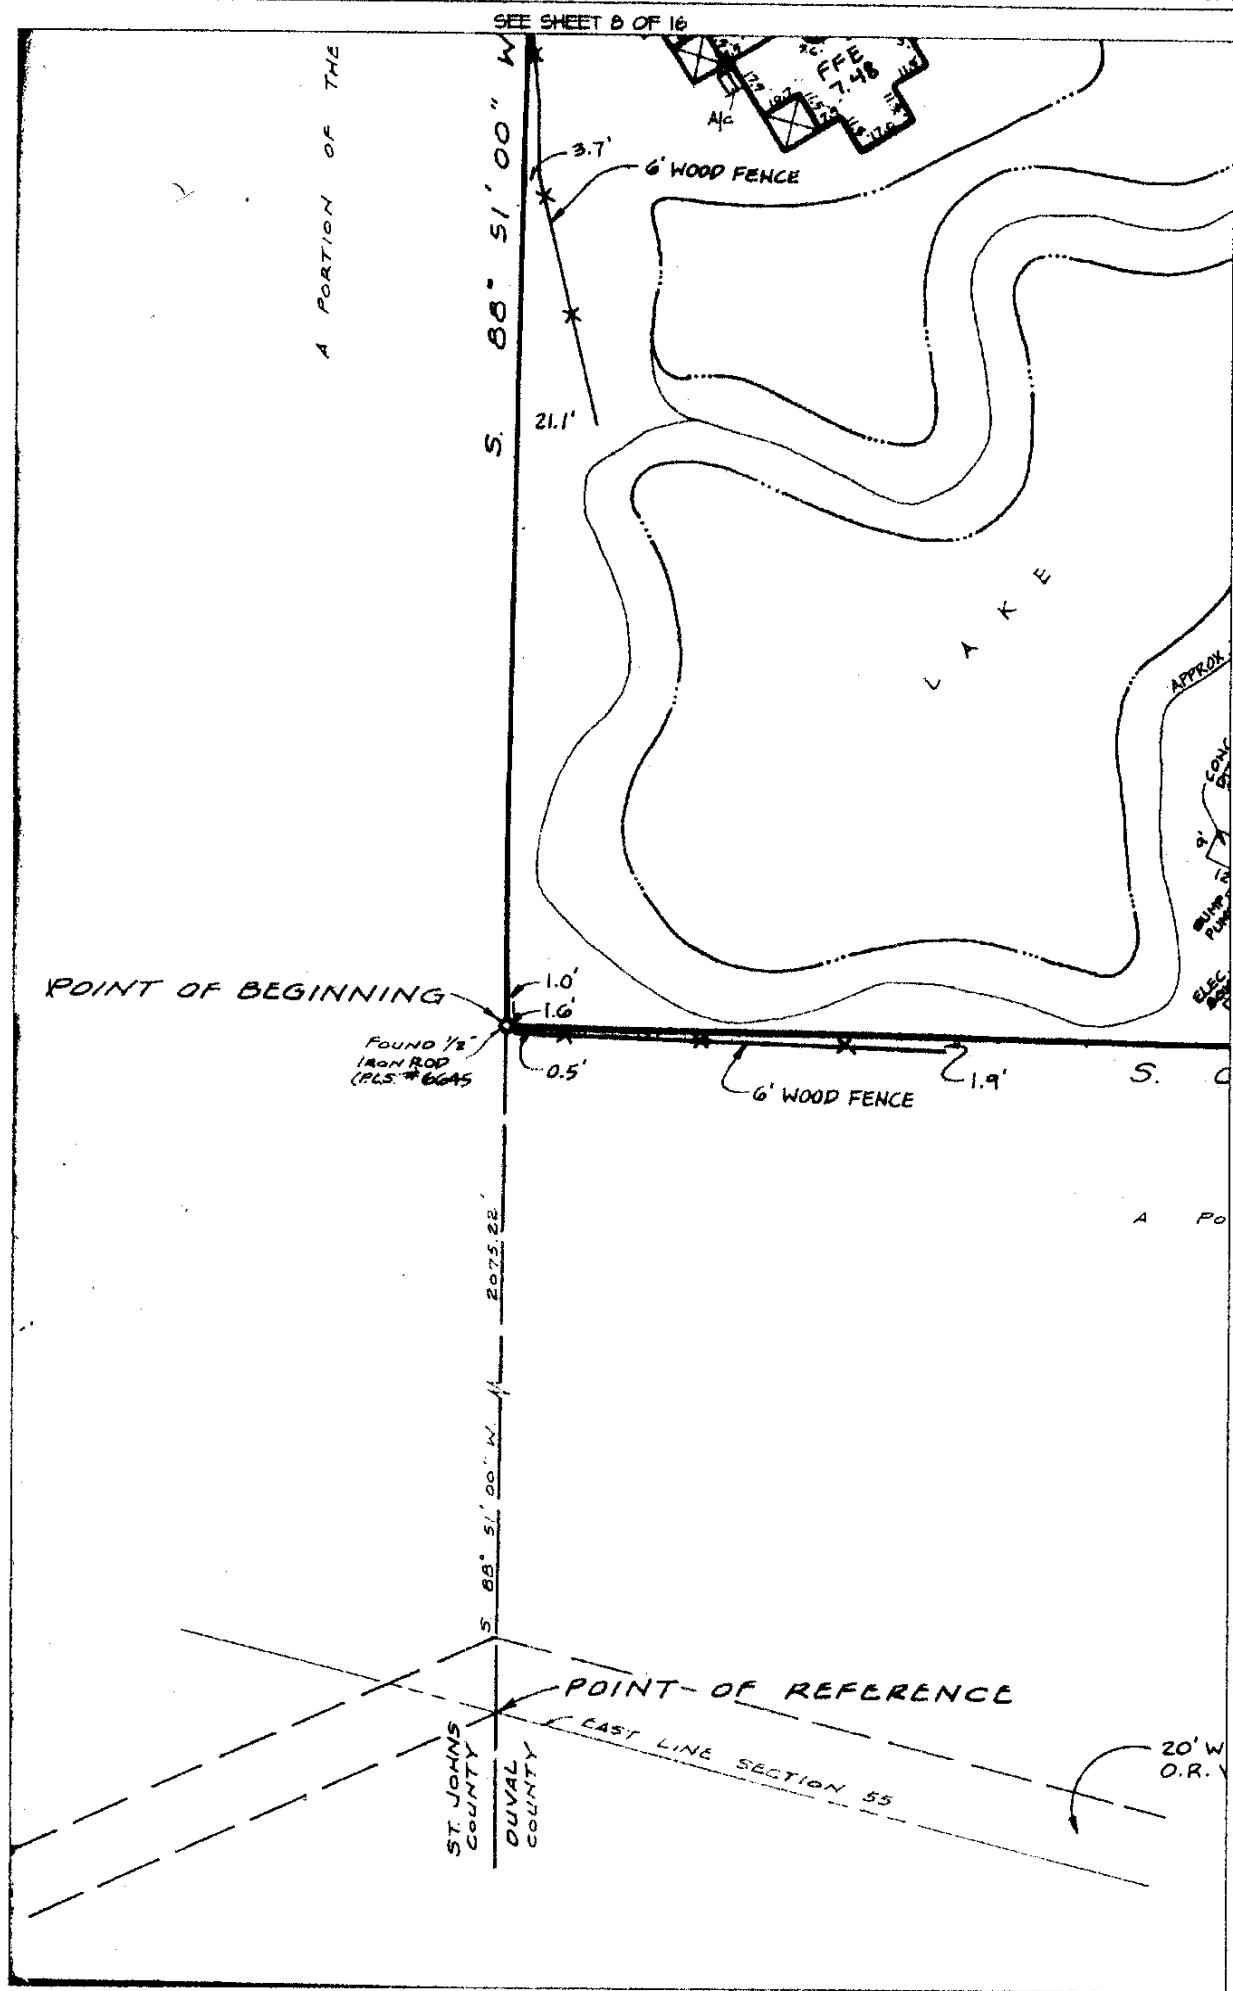 SEE SHEET 8 OF 16
A PORTION OF THE
S. 88° 51' 00" W
3.7'
6' WOOD FENCE
A/C
FFE
7.48
21.1'
LAKE
APPROX
9'
POINT OF BEGINNING
1.0'
1.6'
FOUND 1/2"
IRON ROD
(PLS #6645
0.5'
6' WOOD FENCE
1.9'
S.
A PO
S 88° 51' 00" W. 2075.22'
POINT OF REFERENCE
EAST LINE SECTION 55
ST. JOHNS
COUNTY
DUVAL
COUNTY
20' W
O.R. V